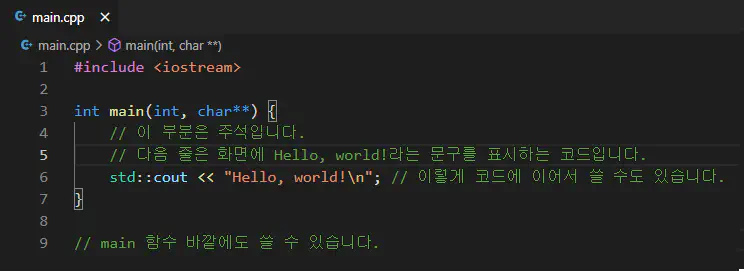 main.cpp ×
main.cpp > main(int, char **)
1 #include <iostream>
2
3 int main(int, char**) {
4 // 이 부분은 주석입니다.
5 // 다음 줄은 화면에 Hello, world!라는 문구를 표시하는 코드입니다.
6 std::cout << "Hello, world!\n"; // 이렇게 코드에 이어서 쓸 수도 있습니다.
7 }
8
9 // main 함수 바깥에도 쓸 수 있습니다.